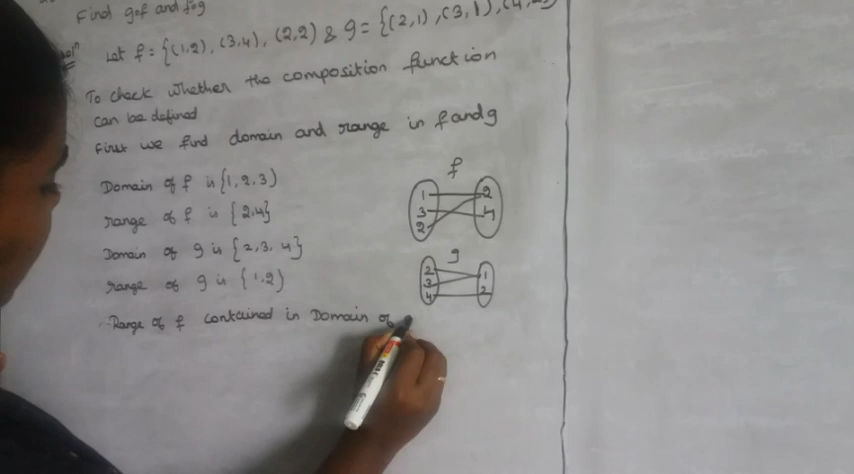 Find gof and fog
Soln Let f = {(1,2), (3,4), (2,2) & g = {(2,1), (3,1), (4,2)
To check whether the composition function
can be defined
First we find domain and range in f and g
Domain of f is {1,2,3)
range of f is {2,4}
Domain of g is {2,3,4}
range of g is {1,2)
Range of f contained in Domain of
f
1 2
3 4
2
g
2 1
3 2
4